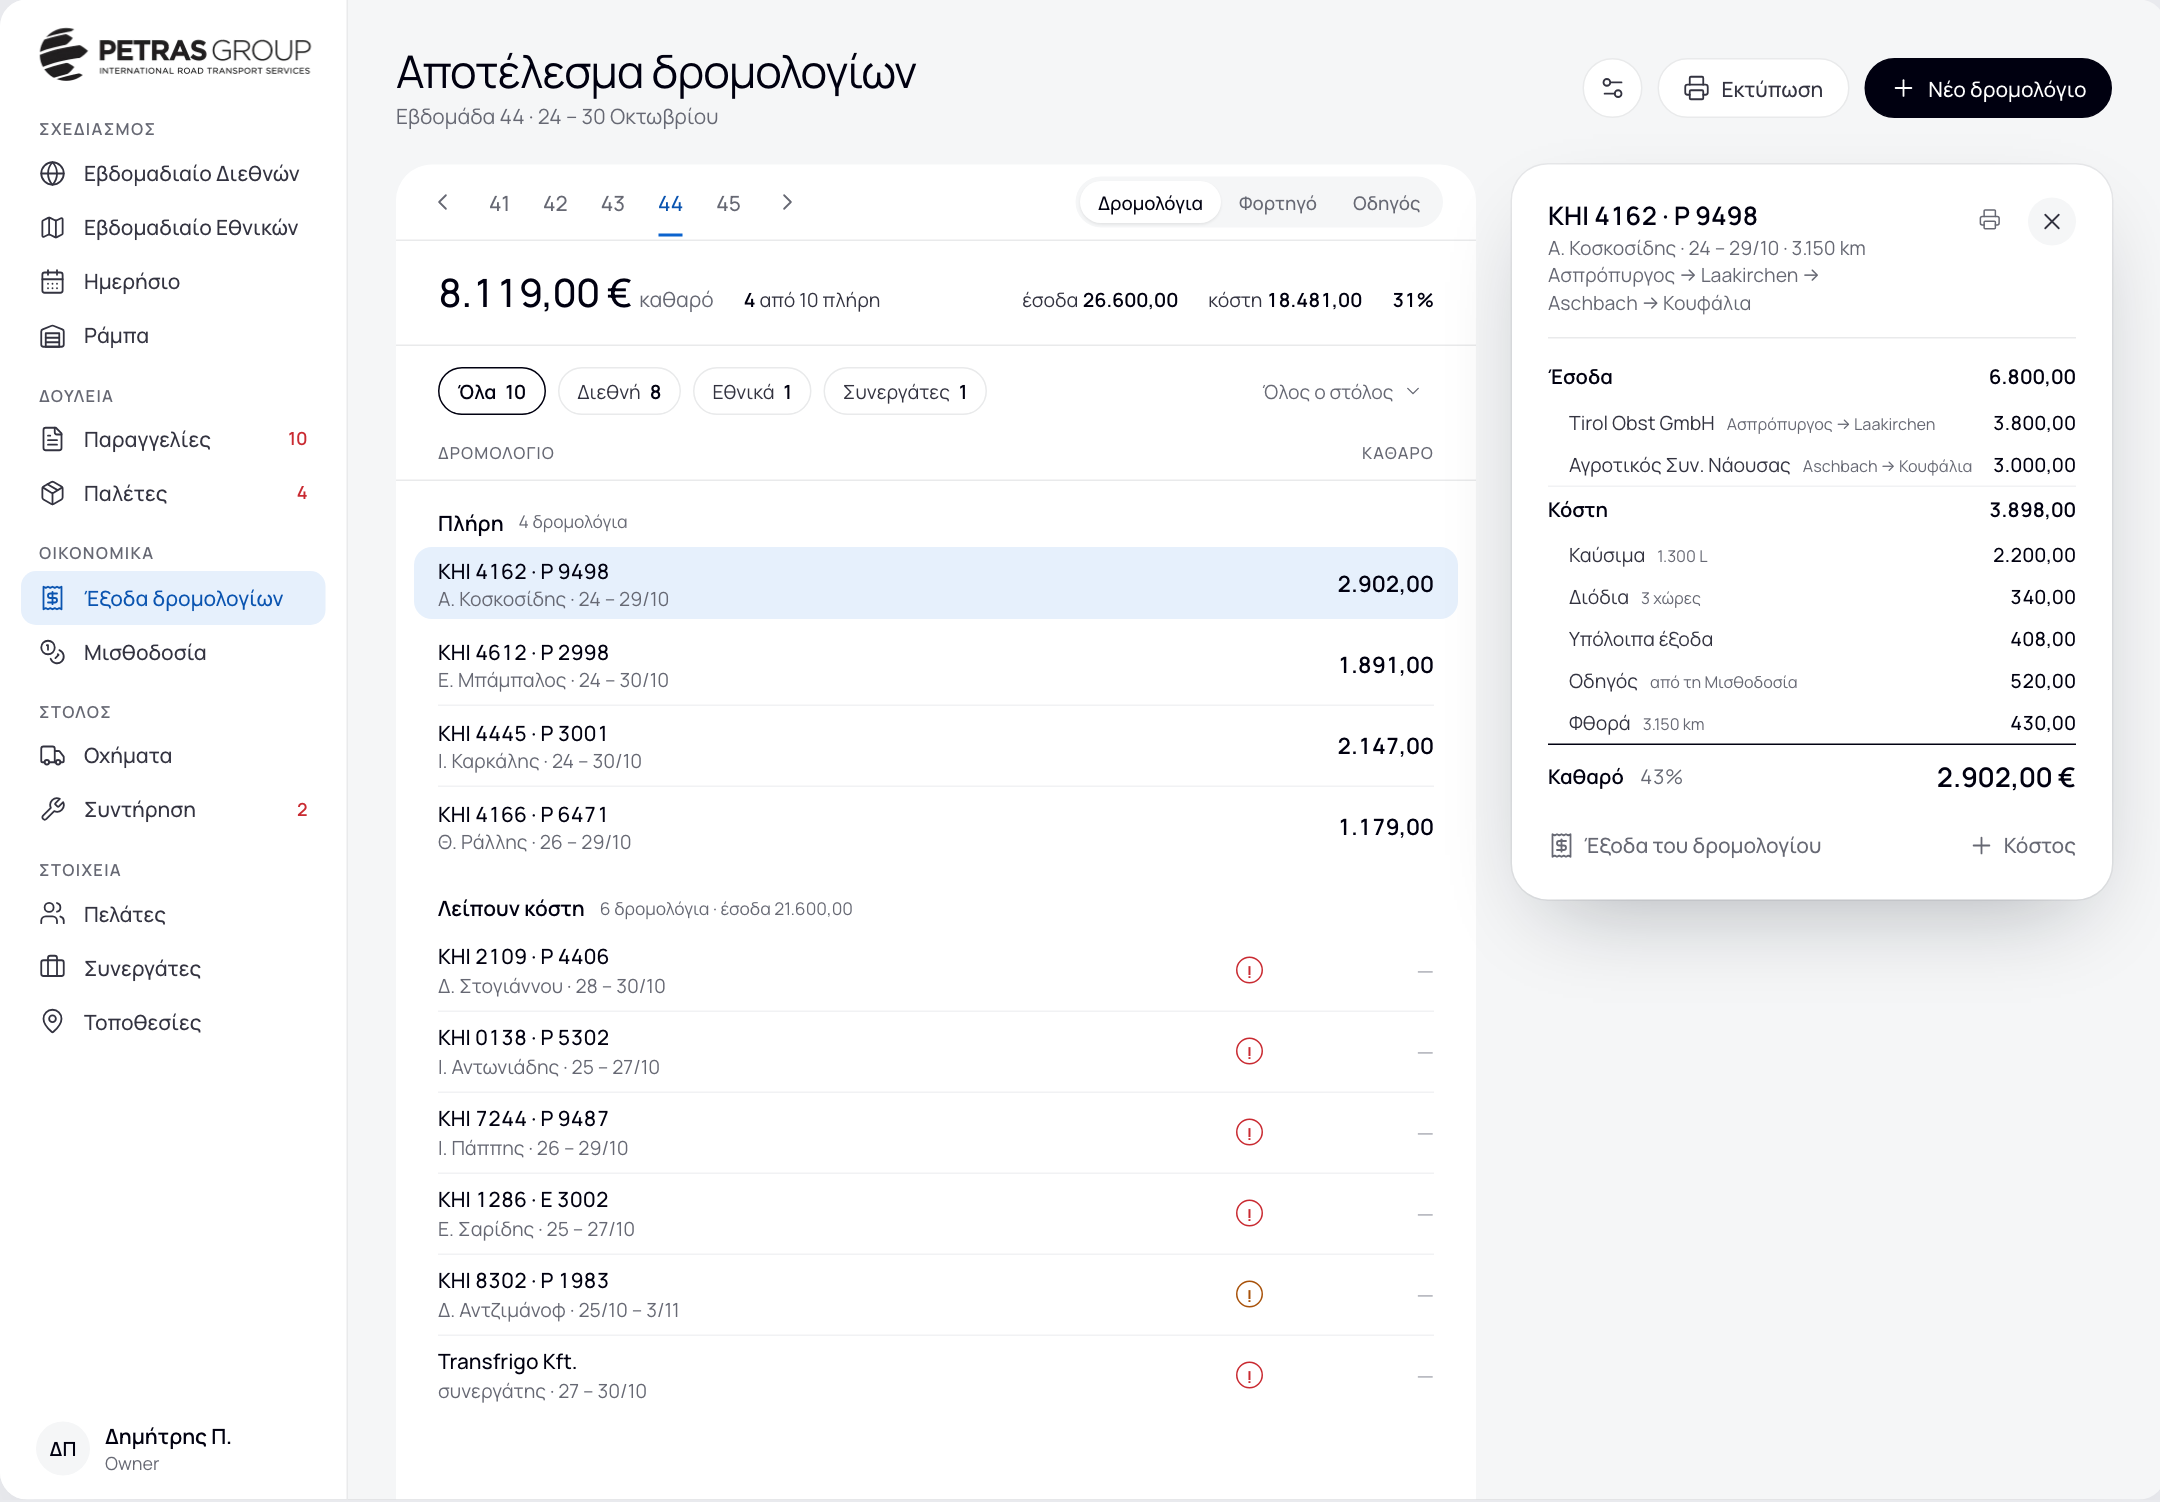 PETRAS GROUP
INTERNATIONAL ROAD TRANSPORT SERVICES
ΣΧΕΔΙΑΣΜΟΣ
Εβδομαδιαίο Διεθνών
Εβδομαδιαίο Εθνικών
Ημερήσιο
Ράμπα
ΔΟΥΛΕΙΑ
Παραγγελίες 10
Παλέτες 4
ΟΙΚΟΝΟΜΙΚΑ
Έξοδα δρομολογίων
Μισθοδοσία
ΣΤΟΛΟΣ
Οχήματα
Συντήρηση 2
ΣΤΟΙΧΕΙΑ
Πελάτες
Συνεργάτες
Τοποθεσίες
ΔΠ
Δημήτρης Π.
Owner
Αποτέλεσμα δρομολογίων
Εβδομάδα 44 · 24 – 30 Οκτωβρίου
Εκτύπωση
+ Νέο δρομολόγιο
41 42 43 44 45
Δρομολόγια Φορτηγό Οδηγός
8.119,00 € καθαρό 4 από 10 πλήρη έσοδα 26.600,00 κόστη 18.481,00 31%
Όλα 10 Διεθνή 8 Εθνικά 1 Συνεργάτες 1 Όλος ο στόλος
ΔΡΟΜΟΛΟΓΙΟ ΚΑΘΑΡΟ
Πλήρη 4 δρομολόγια
KHI 4162 · P 9498 2.902,00
Α. Κοσκοσίδης · 24 – 29/10
KHI 4612 · P 2998 1.891,00
Ε. Μπάμπαλος · 24 – 30/10
KHI 4445 · P 3001 2.147,00
Ι. Καρκάλης · 24 – 30/10
KHI 4166 · P 6471 1.179,00
Θ. Ράλλης · 26 – 29/10
Λείπουν κόστη 6 δρομολόγια · έσοδα 21.600,00
KHI 2109 · P 4406 ! —
Δ. Στογιάννου · 28 – 30/10
KHI 0138 · P 5302 ! —
Ι. Αντωνιάδης · 25 – 27/10
KHI 7244 · P 9487 ! —
Ι. Πάππης · 26 – 29/10
KHI 1286 · E 3002 ! —
Ε. Σαρίδης · 25 – 27/10
KHI 8302 · P 1983 ! —
Δ. Αντζιμάνοφ · 25/10 – 3/11
Transfrigo Kft. ! —
συνεργάτης · 27 – 30/10
KHI 4162 · P 9498
Α. Κοσκοσίδης · 24 – 29/10 · 3.150 km
Ασπρόπυργος → Laakirchen →
Aschbach → Κουφάλια
Έσοδα 6.800,00
Tirol Obst GmbH Ασπρόπυργος → Laakirchen 3.800,00
Αγροτικός Συν. Νάουσας Aschbach → Κουφάλια 3.000,00
Κόστη 3.898,00
Καύσιμα 1.300 L 2.200,00
Διόδια 3 χώρες 340,00
Υπόλοιπα έξοδα 408,00
Οδηγός από τη Μισθοδοσία 520,00
Φθορά 3.150 km 430,00
Καθαρό 43% 2.902,00 €
Έξοδα του δρομολογίου + Κόστος